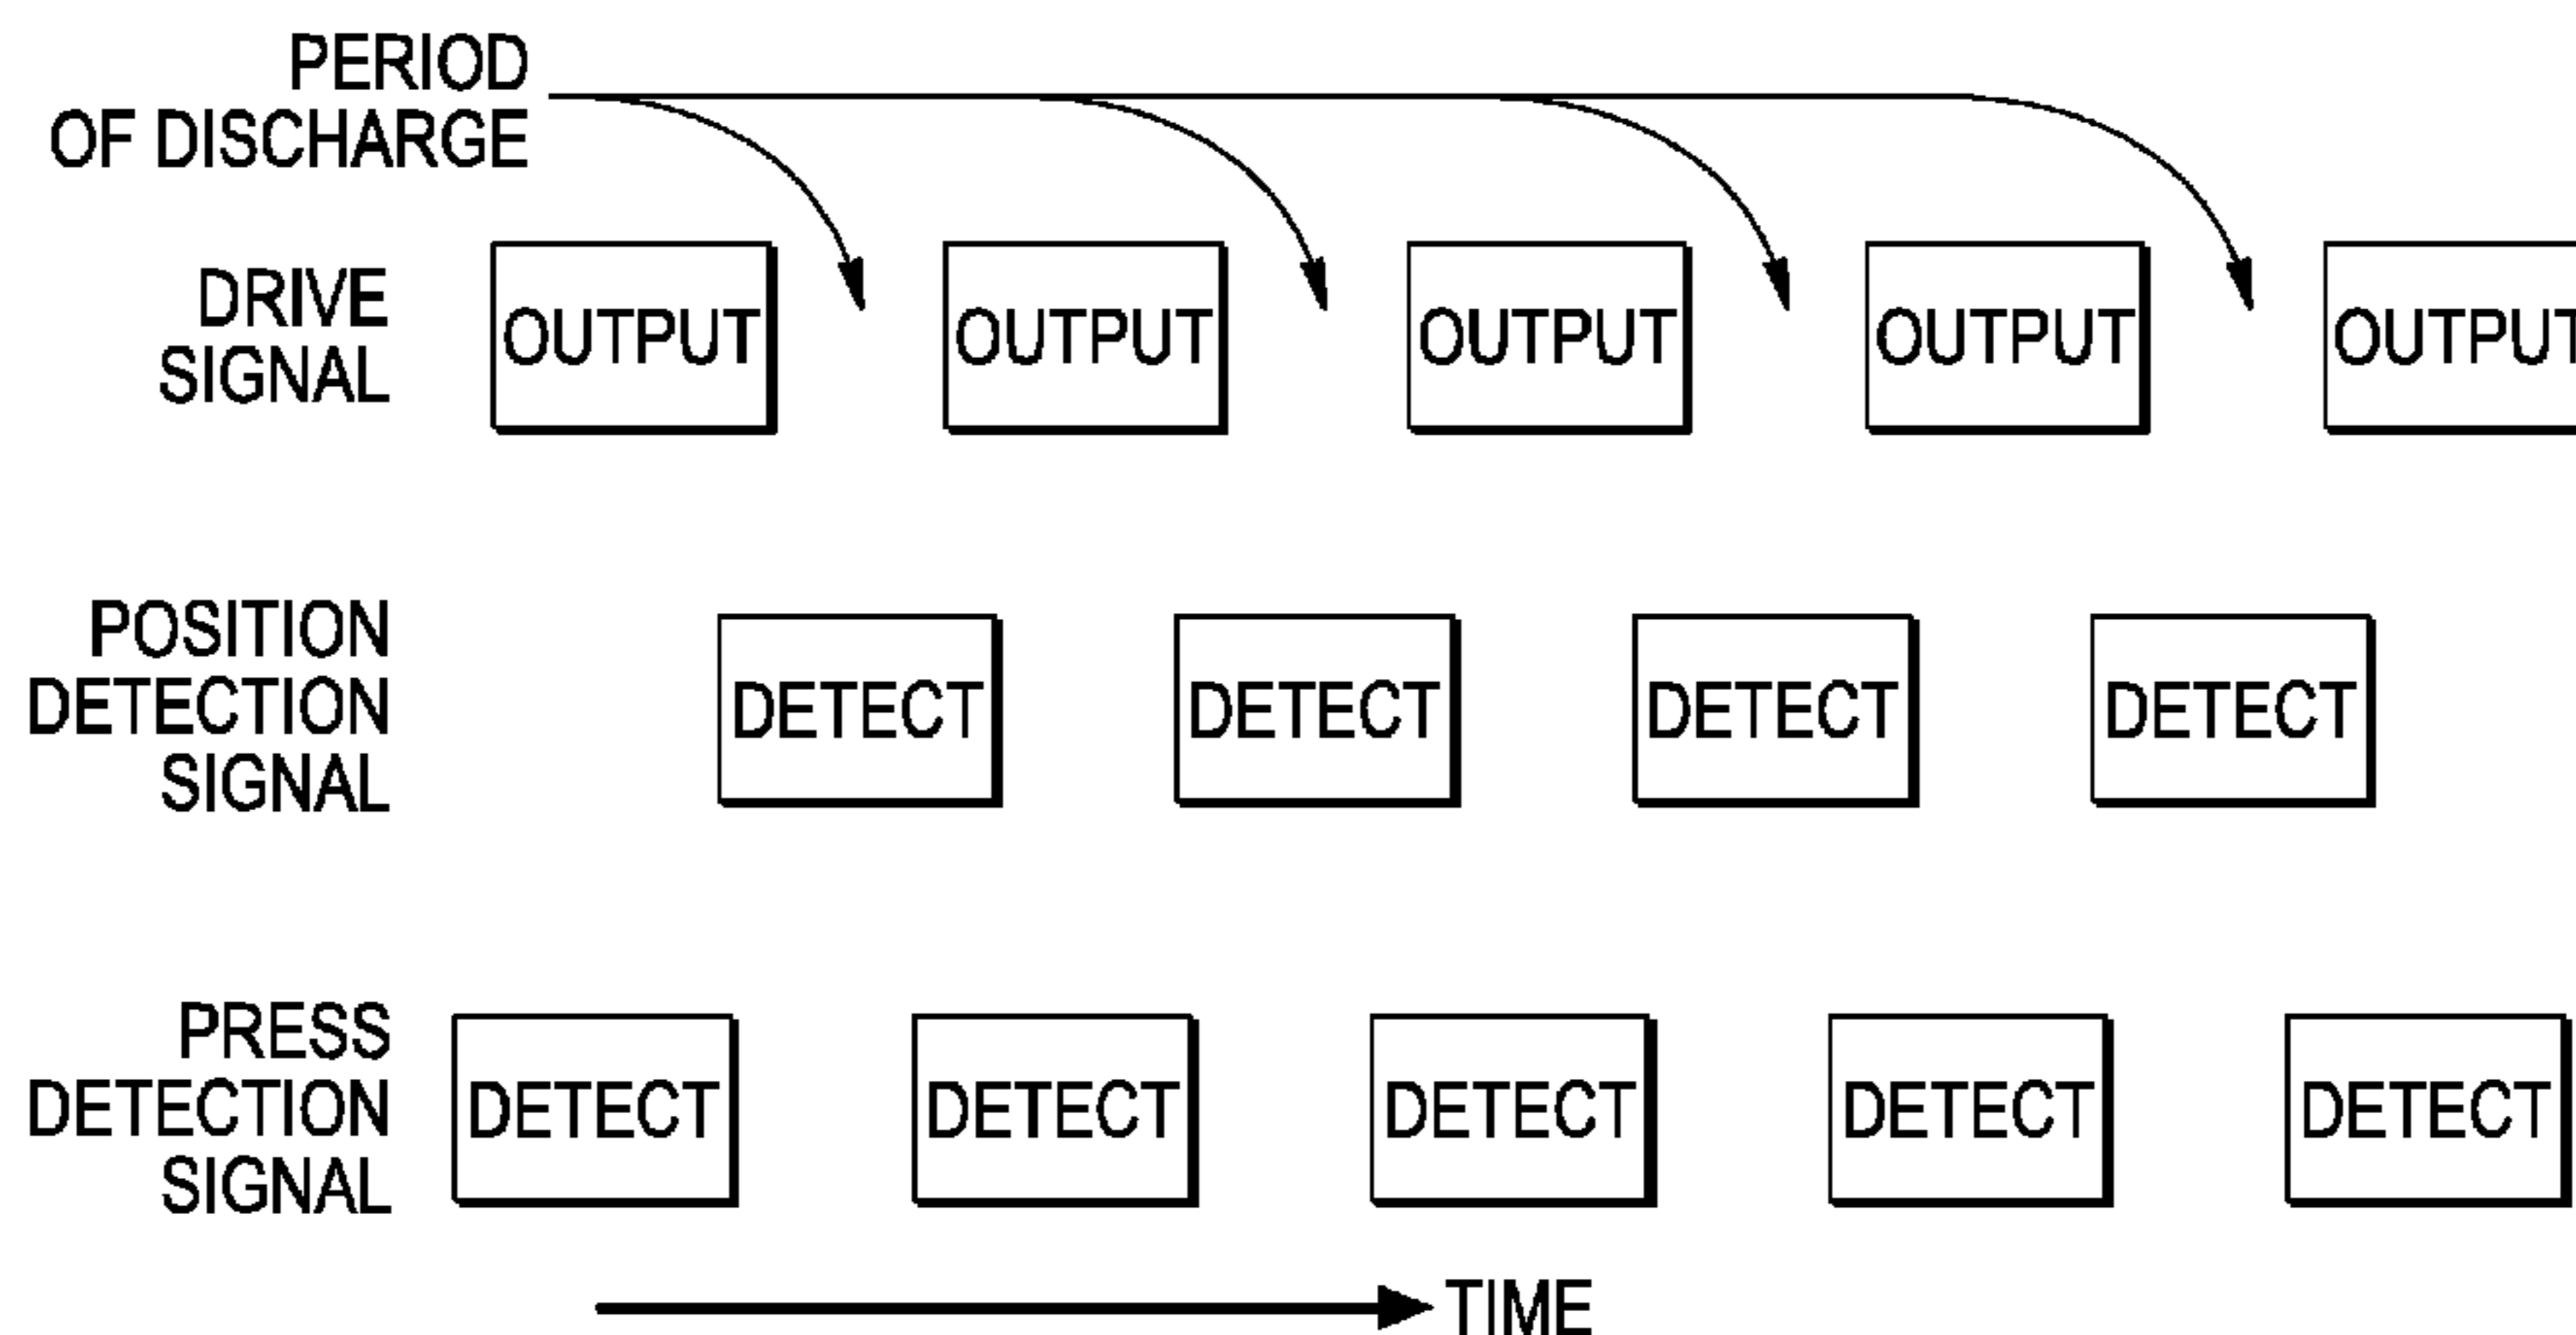 PERIOD
OF DISCHARGE
DRIVE
SIGNAL
OUTPUT OUTPUT OUTPUT OUTPUT OUTPUT
POSITION
DETECTION
SIGNAL
DETECT DETECT DETECT DETECT
PRESS
DETECTION
SIGNAL
DETECT DETECT DETECT DETECT DETECT
TIME